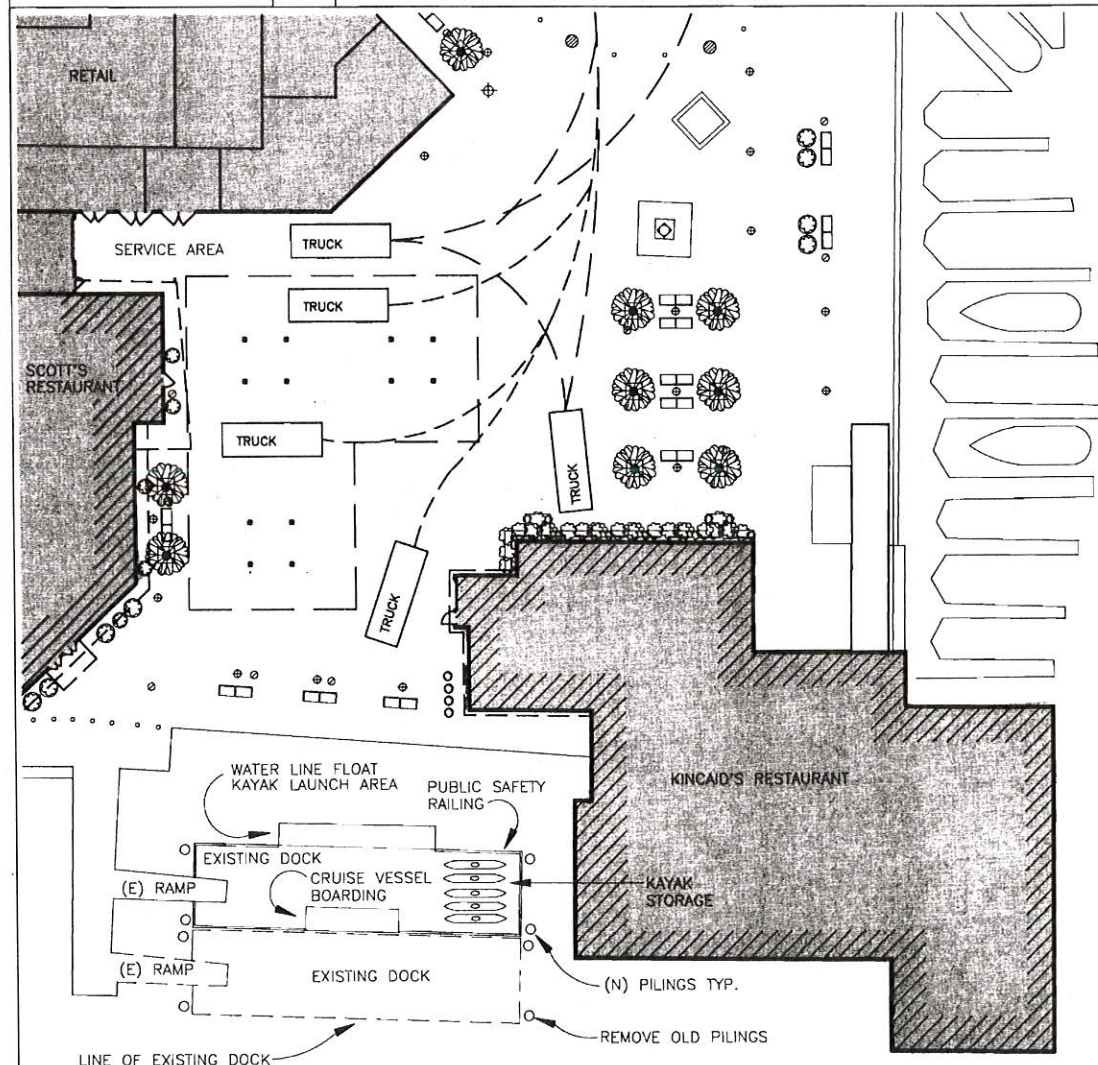 RETAIL
SERVICE AREA
TRUCK
TRUCK
SCOTT'S
RESTAURANT
TRUCK
TRUCK
TRUCK
WATER LINE FLOAT
KAYAK LAUNCH AREA
PUBLIC SAFETY
RAILING
KINCAID'S RESTAURANT
EXISTING DOCK
CRUISE VESSEL
BOARDING
(E) RAMP
KAYAK
STORAGE
(E) RAMP
EXISTING DOCK
(N) PILINGS TYP.
REMOVE OLD PILINGS
LINE OF EXISTING DOCK